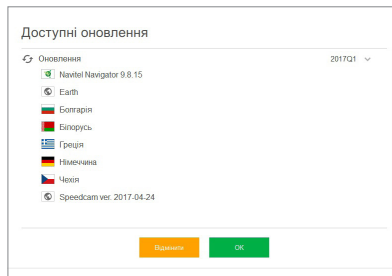 Доступні оновлення
Оновлення 2017Q1
Navitel Navigator 9.8.15
Earth
Болгарія
Білорусь
Греція
Німеччина
Чехія
Speedcam ver. 2017-04-24
Відмінити OK